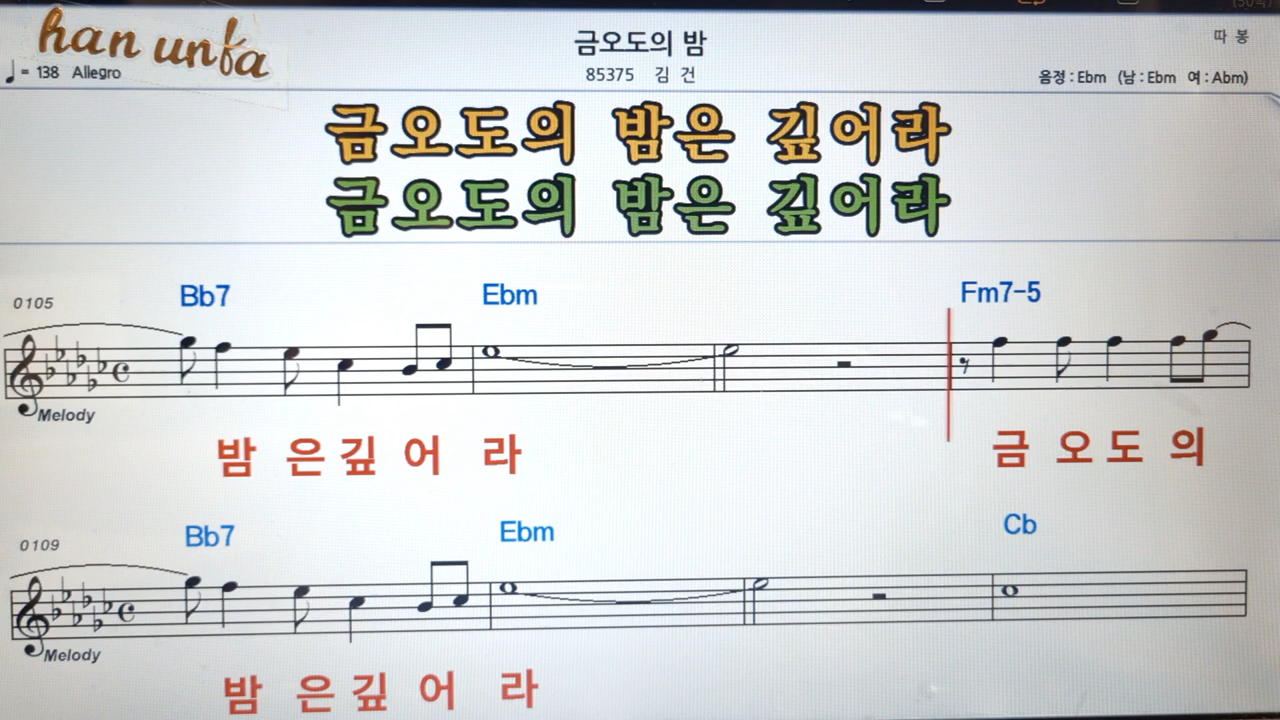 han unfa
금오도의 밤
따 봉
♩= 138 Allegro
85375 김 건
음정 : Ebm (남 : Ebm 여 : Abm)
금오도의 밤은 깊어라
금오도의 밤은 깊어라
0105 Bb7 Ebm Fm7-5
Melody
밤 은 깊 어 라 금 오 도 의
0109 Bb7 Ebm Cb
Melody
밤 은 깊 어 라